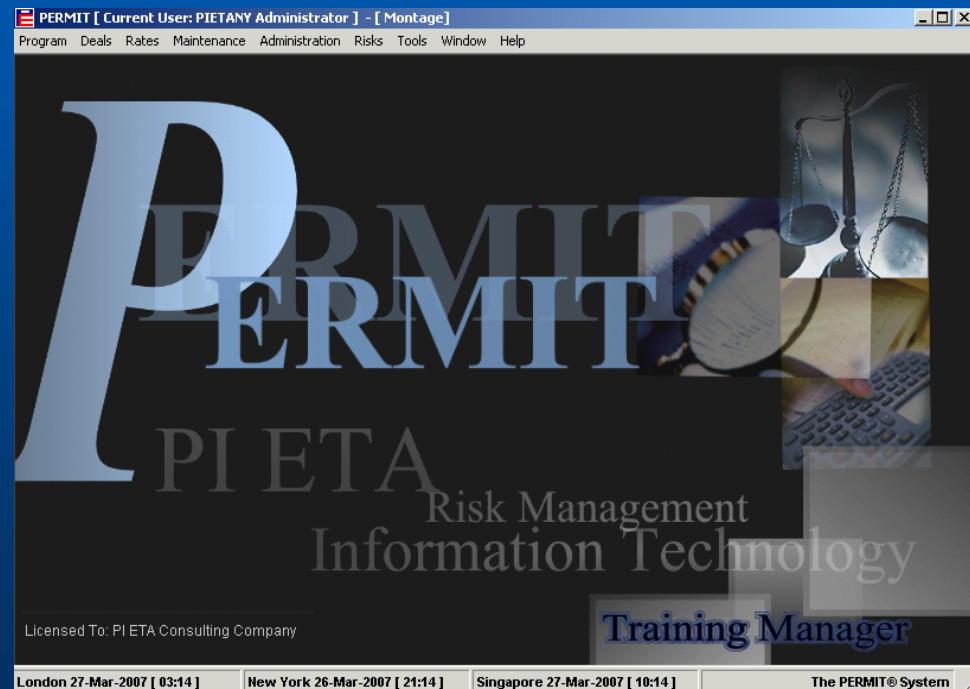 PERMIT [ Current User: PIETANY Administrator ] - [ Montage]
Program Deals Rates Maintenance Administration Risks Tools Window Help
P
ERMIT
ERMIT
PI ETA
Risk Management
Information Technology
Training Manager
Licensed To: PI ETA Consulting Company
London 27-Mar-2007 [ 03:14 ] New York 26-Mar-2007 [ 21:14 ] Singapore 27-Mar-2007 [ 10:14 ] The PERMIT® System